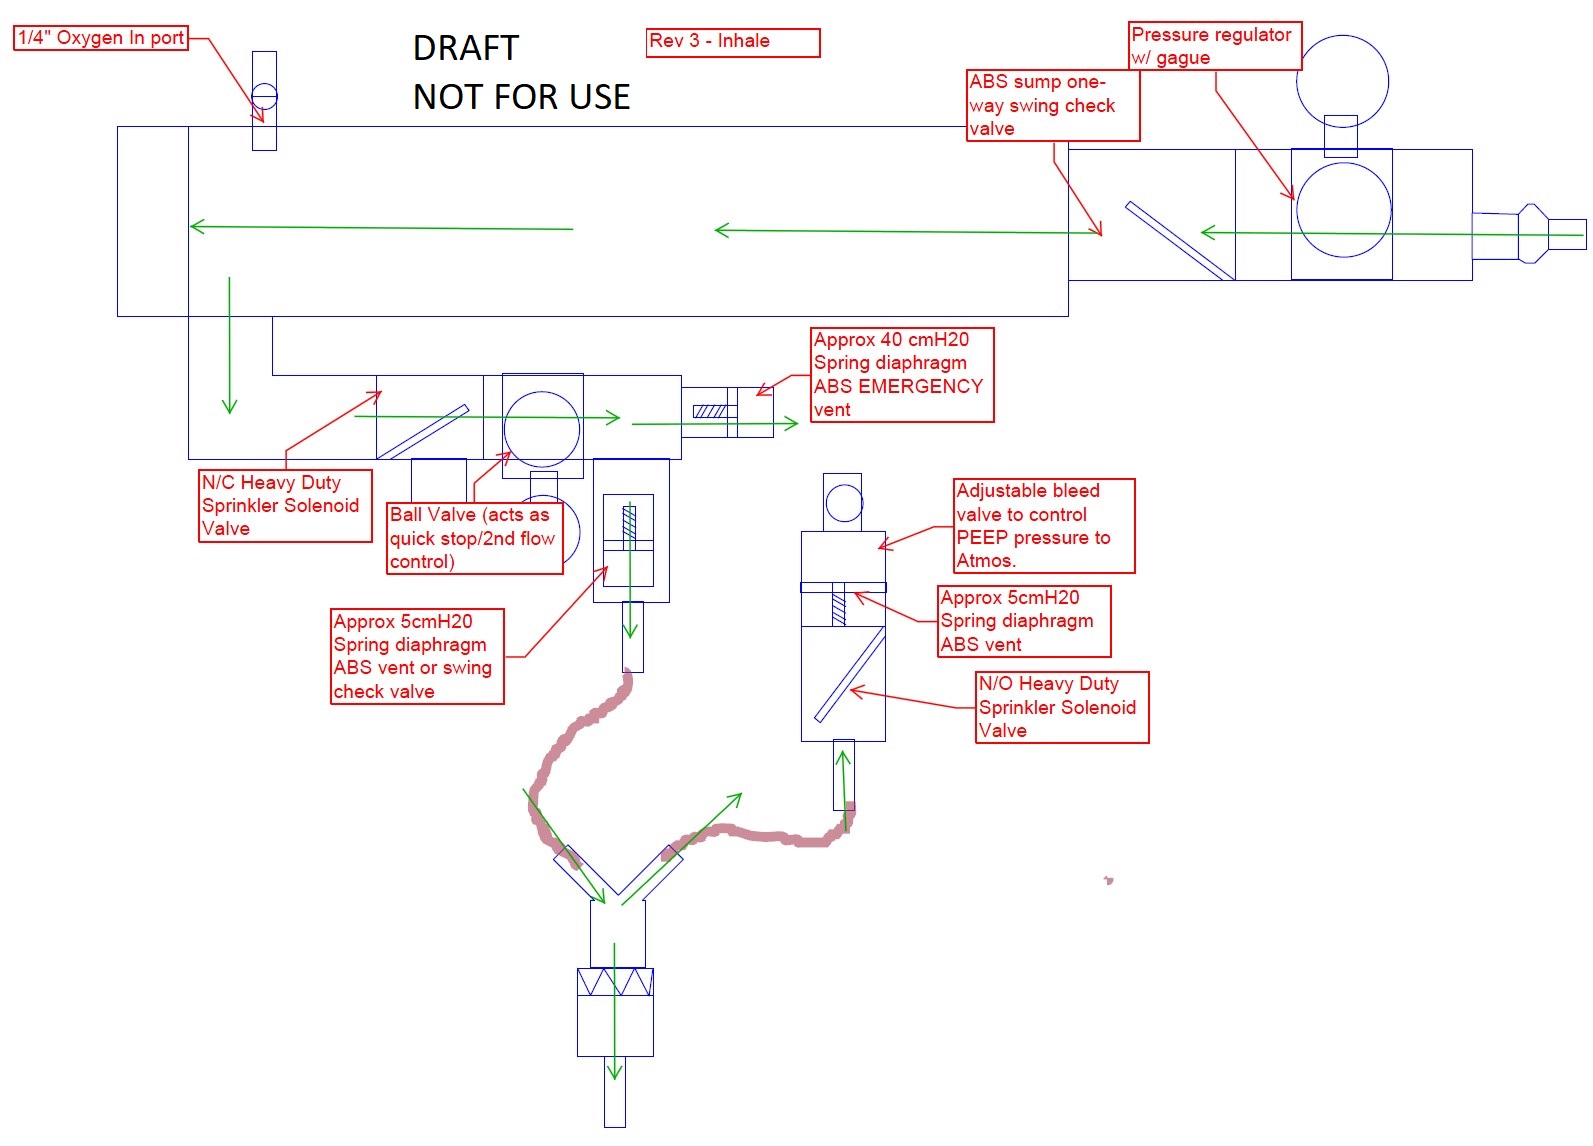 1/4" Oxygen In port
DRAFT
NOT FOR USE
Rev 3 - Inhale
Pressure regulator
w/ gague
ABS sump one-
way swing check
valve
Approx 40 cmH20
Spring diaphragm
ABS EMERGENCY
vent
N/C Heavy Duty
Sprinkler Solenoid
Valve
Ball Valve (acts as
quick stop/2nd flow
control)
Adjustable bleed
valve to control
PEEP pressure to
Atmos.
Approx 5cmH20
Spring diaphragm
ABS vent
Approx 5cmH20
Spring diaphragm
ABS vent or swing
check valve
N/O Heavy Duty
Sprinkler Solenoid
Valve